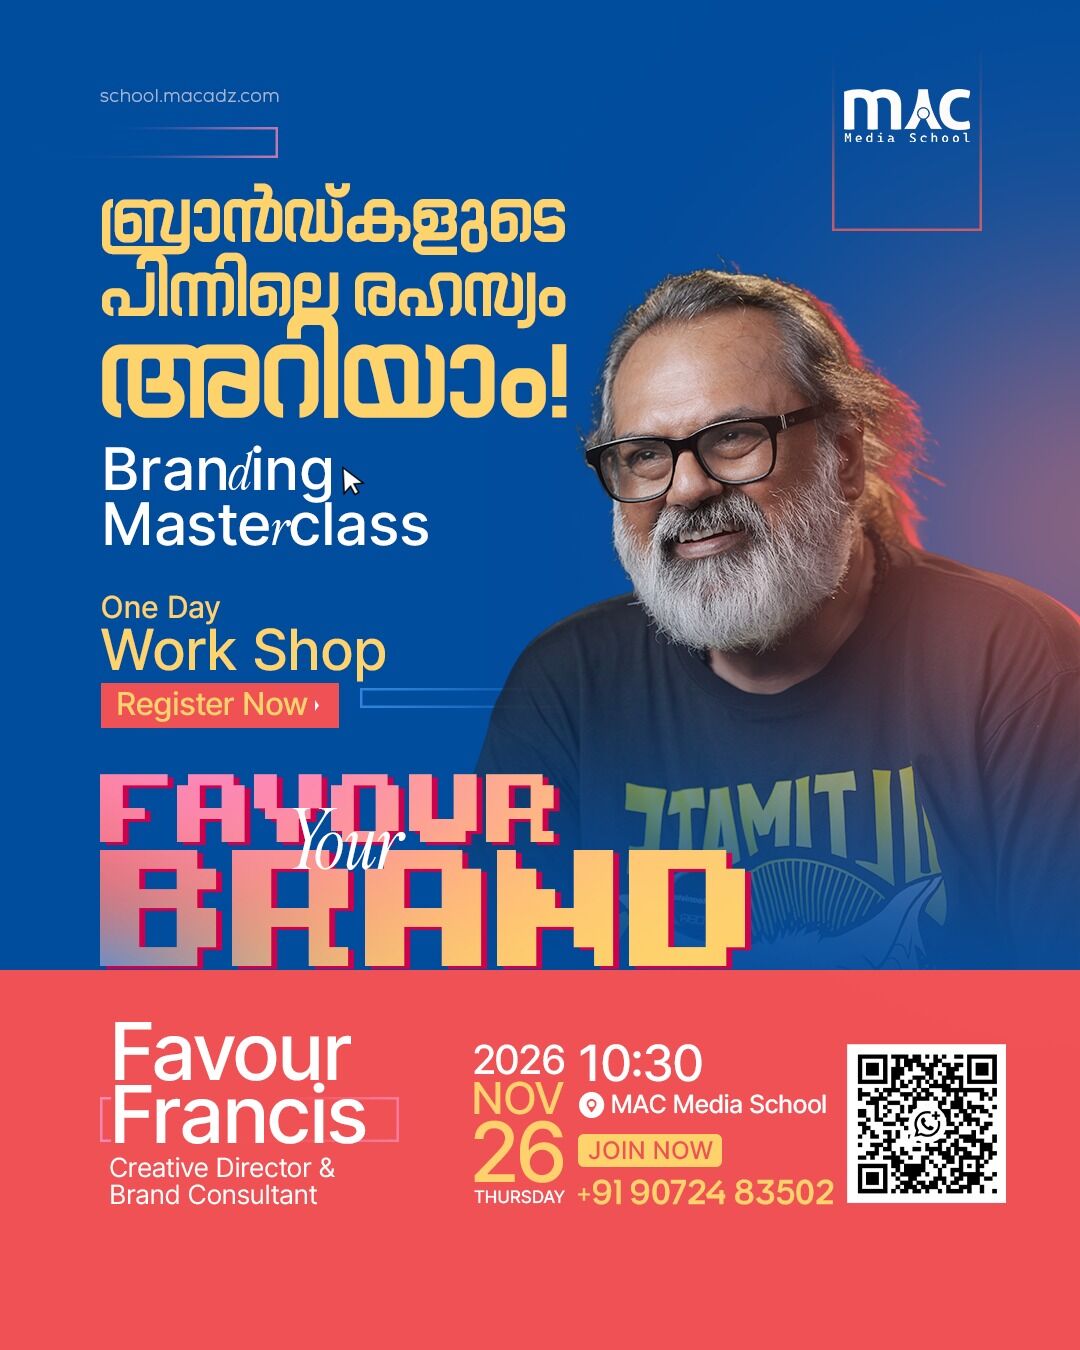 school.macadz.com
MAC
Media School
ബ്രാൻഡ്കളുടെ
പിന്നിലെ രഹസ്യം
അറിയാം!
Branding
Masterclass
One Day
Work Shop
Register Now
FAVOUR
Your
BRAND
ULTIMATE
Favour
Francis
Creative Director &
Brand Consultant
2026
NOV
26
THURSDAY
10:30
MAC Media School
JOIN NOW
+91 90724 83502